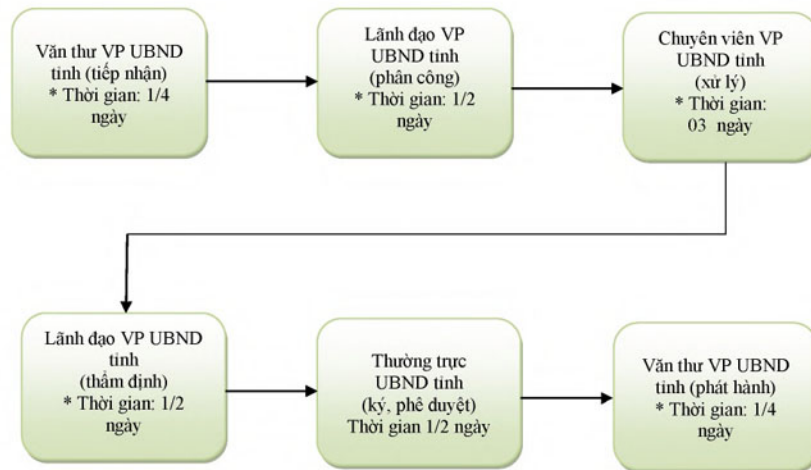 Văn thư VP UBND
tỉnh (tiếp nhận)
* Thời gian: 1/4
ngày
Lãnh đạo VP
UBND tỉnh
(phân công)
* Thời gian: 1/2
ngày
Chuyên viên VP
UBND tỉnh
(xử lý)
* Thời gian:
03 ngày
Lãnh đạo VP UBND
tỉnh
(thẩm định)
* Thời gian: 1/2
ngày
Thường trực
UBND tỉnh
(ký, phê duyệt)
Thời gian 1/2 ngày
Văn thư VP UBND
tỉnh (phát hành)
* Thời gian: 1/4
ngày